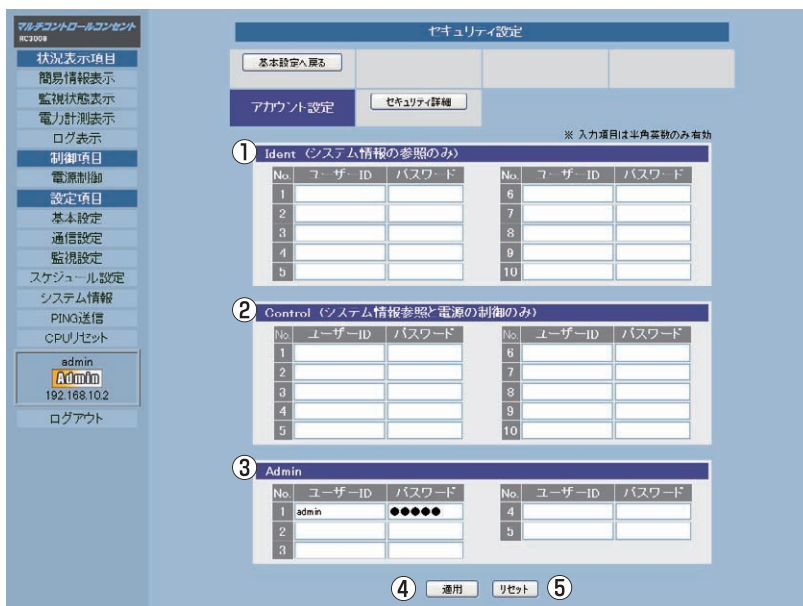 マルチコントロールコンセント
RC3008
状況表示項目
簡易情報表示
監視状態表示
電力計測表示
ログ表示
制御項目
電源制御
設定項目
基本設定
通信設定
監視設定
スケジュール設定
システム情報
PING送信
CPUリセット
admin
Admin
192.168.10.2
ログアウト
セキュリティ設定
基本設定へ戻る
アカウント設定
セキュリティ詳細
※ 入力項目は半角英数のみ有効
① Ident (システム情報の参照のみ)
No. ユーザーID パスワード No. ユーザーID パスワード
1 6
2 7
3 8
4 9
5 10
② Control (システム情報参照と電源の制御のみ)
No. ユーザーID パスワード No. ユーザーID パスワード
1 6
2 7
3 8
4 9
5 10
③ Admin
No. ユーザーID パスワード No. ユーザーID パスワード
1 admin ●●●●● 4
2 5
3
④ 適用 リセット ⑤